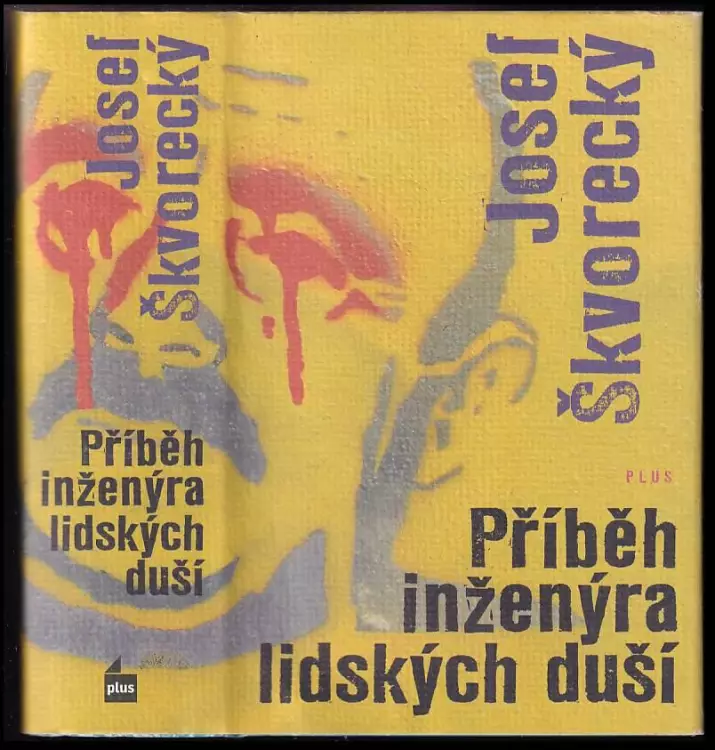 Josef
Škvorecký
Příběh
inženýra
lidských
duší
plus
Josef
Škvorecký
PLUS
Příběh
inženýra
lidských duší